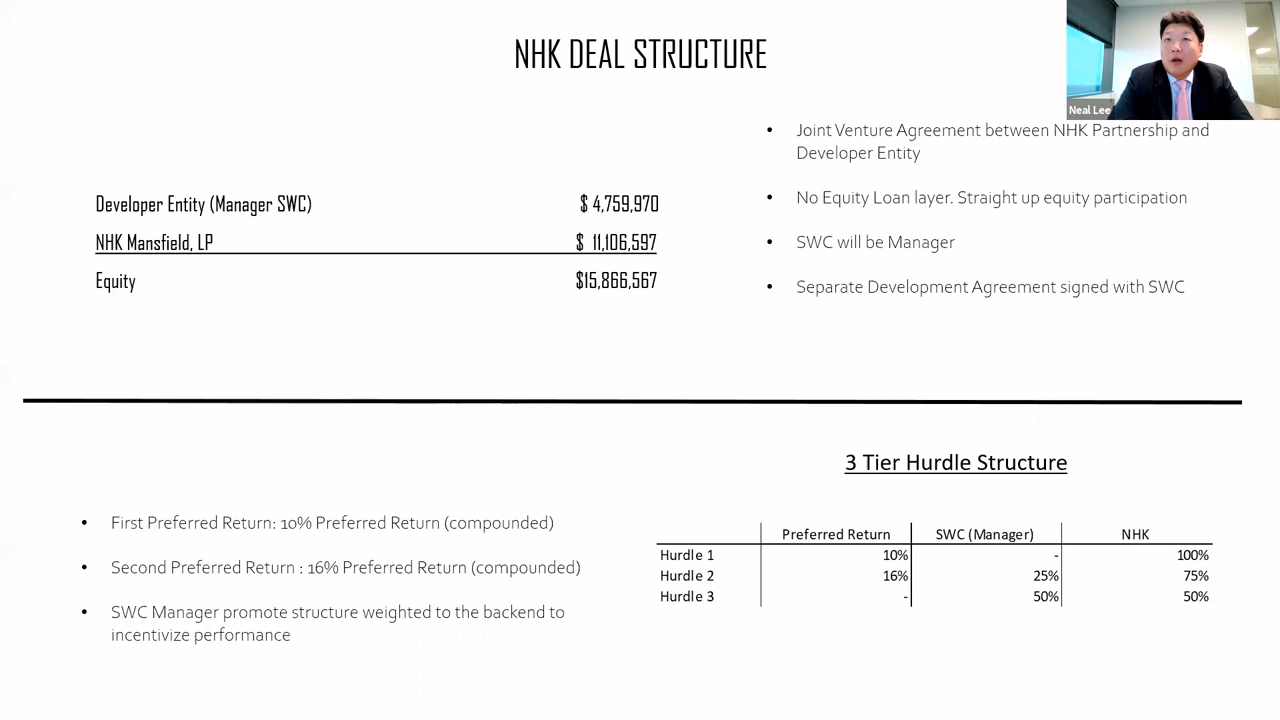 NHK DEAL STRUCTURE
Neal Lee
Developer Entity (Manager SWC) $ 4,759,970
NHK Mansfield, LP $ 11,106,597
Equity $15,866,567
• Joint Venture Agreement between NHK Partnership and
Developer Entity
• No Equity Loan layer. Straight up equity participation
• SWC will be Manager
• Separate Development Agreement signed with SWC
• First Preferred Return: 10% Preferred Return (compounded)
• Second Preferred Return : 16% Preferred Return (compounded)
• SWC Manager promote structure weighted to the backend to
incentivize performance
3 Tier Hurdle Structure
Preferred Return SWC (Manager) NHK
Hurdle 1 10% - 100%
Hurdle 2 16% 25% 75%
Hurdle 3 - 50% 50%